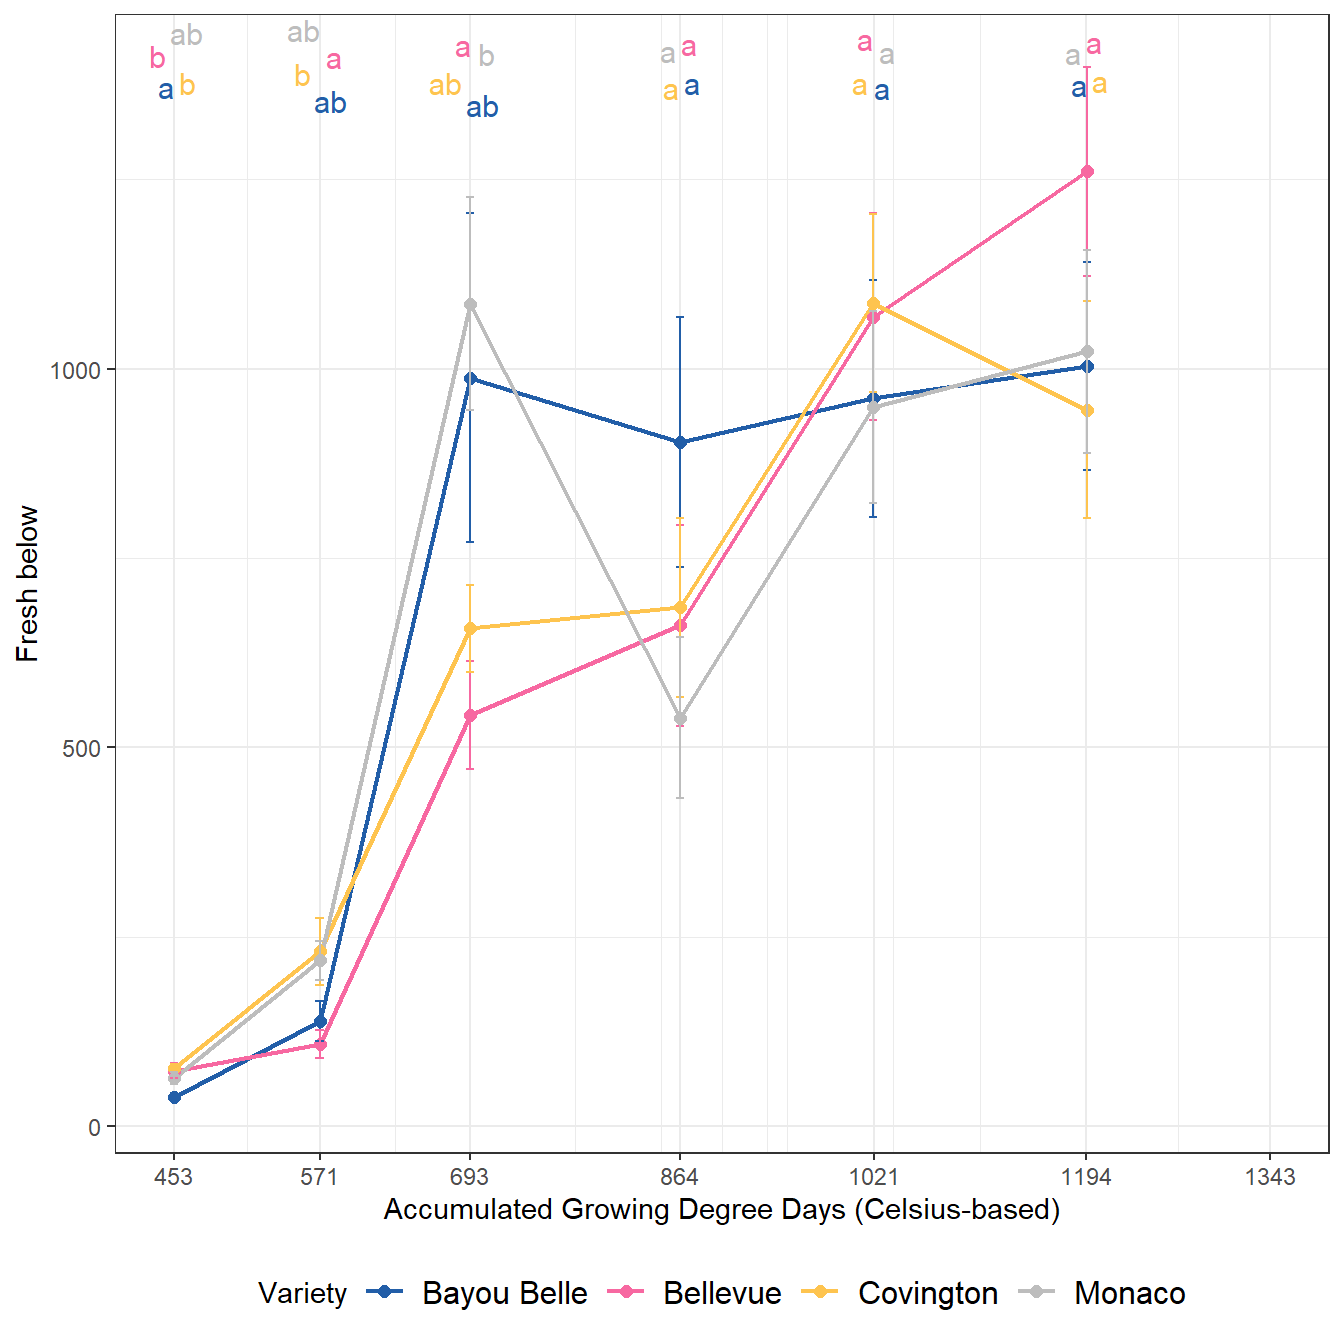 ab ab a b a a a a a a
b a b a a a
a b b ab a a a a a a
ab ab
1000
500
0
Fresh below
453 571 693 864 1021 1194 1343
Accumulated Growing Degree Days (Celsius-based)
Variety Bayou Belle Bellevue Covington Monaco